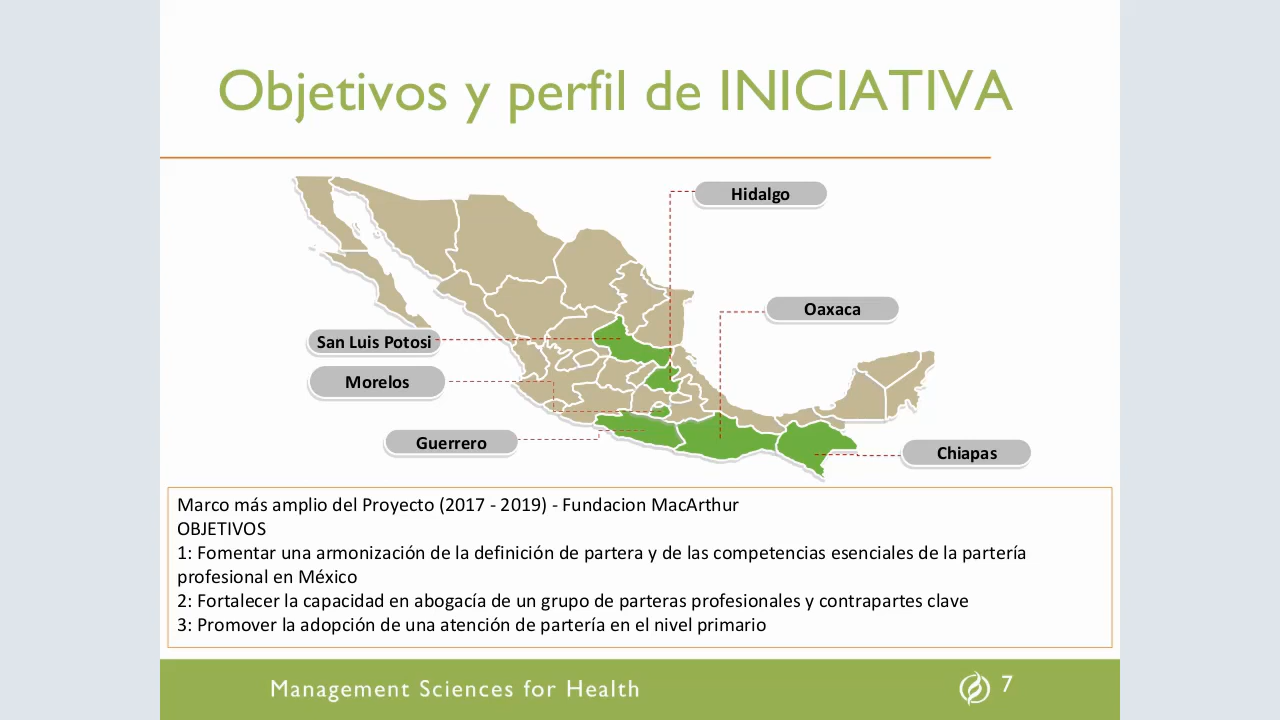 Objetivos y perfil de INICIATIVA
Hidalgo
Oaxaca
San Luis Potosi
Morelos
Guerrero
Chiapas
Marco más amplio del Proyecto (2017 - 2019) - Fundacion MacArthur
OBJETIVOS
1: Fomentar una armonización de la definición de partera y de las competencias esenciales de la partería
profesional en México
2: Fortalecer la capacidad en abogacía de un grupo de parteras profesionales y contrapartes clave
3: Promover la adopción de una atención de partería en el nivel primario
Management Sciences for Health
7